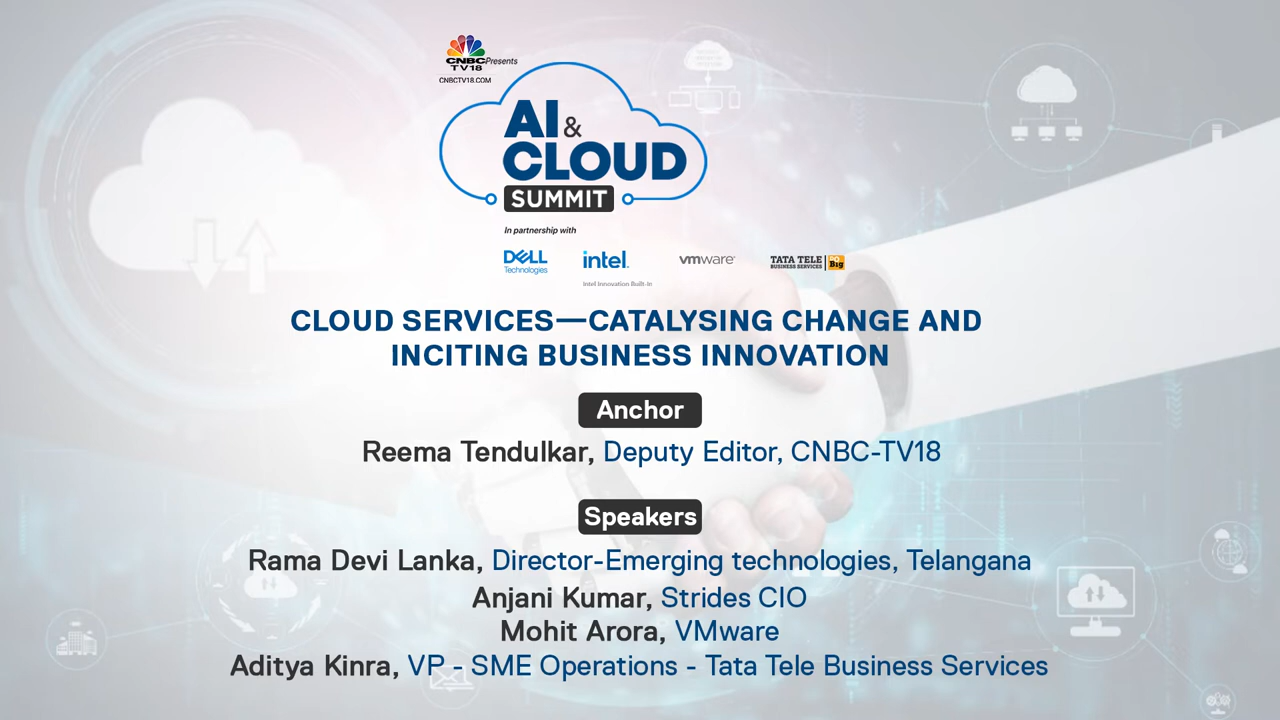 CNBC Presents
TV18
CNBCTV18.COM
AI &
CLOUD
SUMMIT
In partnership with
DELL intel. vmware TATA TELE DO
Technologies BUSINESS SERVICES BIG
intel innovation Built-in
CLOUD SERVICES—CATALYSING CHANGE AND
INCITING BUSINESS INNOVATION
Anchor
Reema Tendulkar, Deputy Editor, CNBC-TV18
Speakers
Rama Devi Lanka, Director-Emerging technologies, Telangana
Anjani Kumar, Strides CIO
Mohit Arora, VMware
Aditya Kinra, VP - SME Operations - Tata Tele Business Services